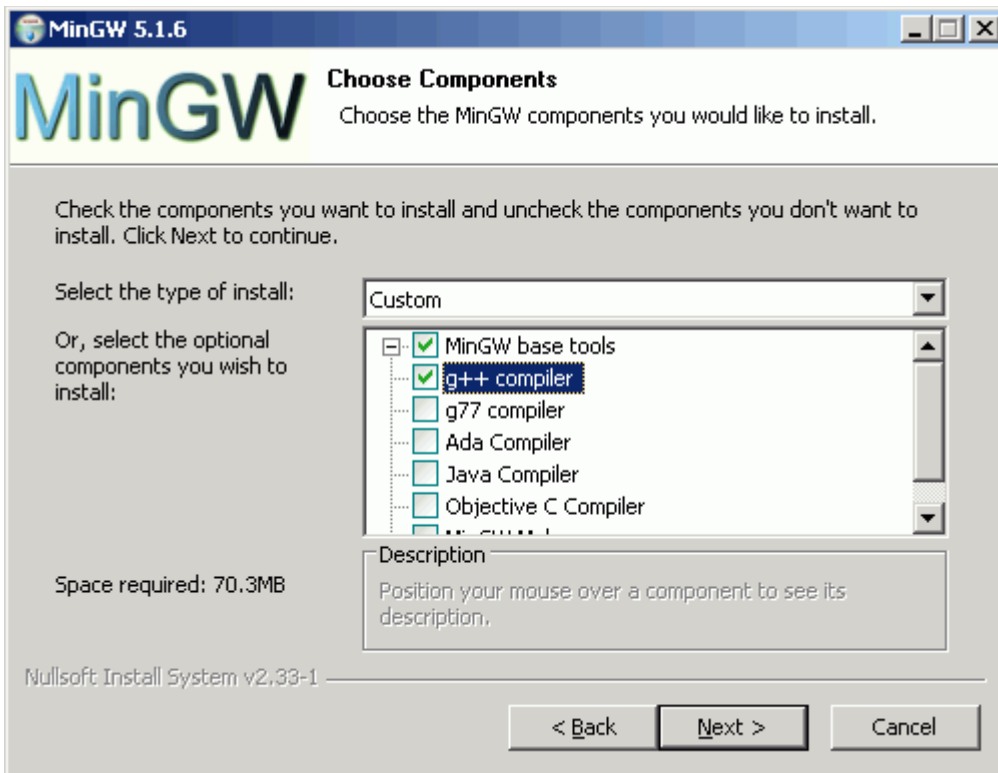 MinGW 5.1.6
MinGW
Choose Components
Choose the MinGW components you would like to install.
Check the components you want to install and uncheck the components you don't want to
install. Click Next to continue.
Select the type of install:
Custom
Or, select the optional
components you wish to
install:
MinGW base tools
g++ compiler
g77 compiler
Ada Compiler
Java Compiler
Objective C Compiler
Space required: 70.3MB
Description
Position your mouse over a component to see its
description.
Nullsoft Install System v2.33-1
< Back
Next >
Cancel